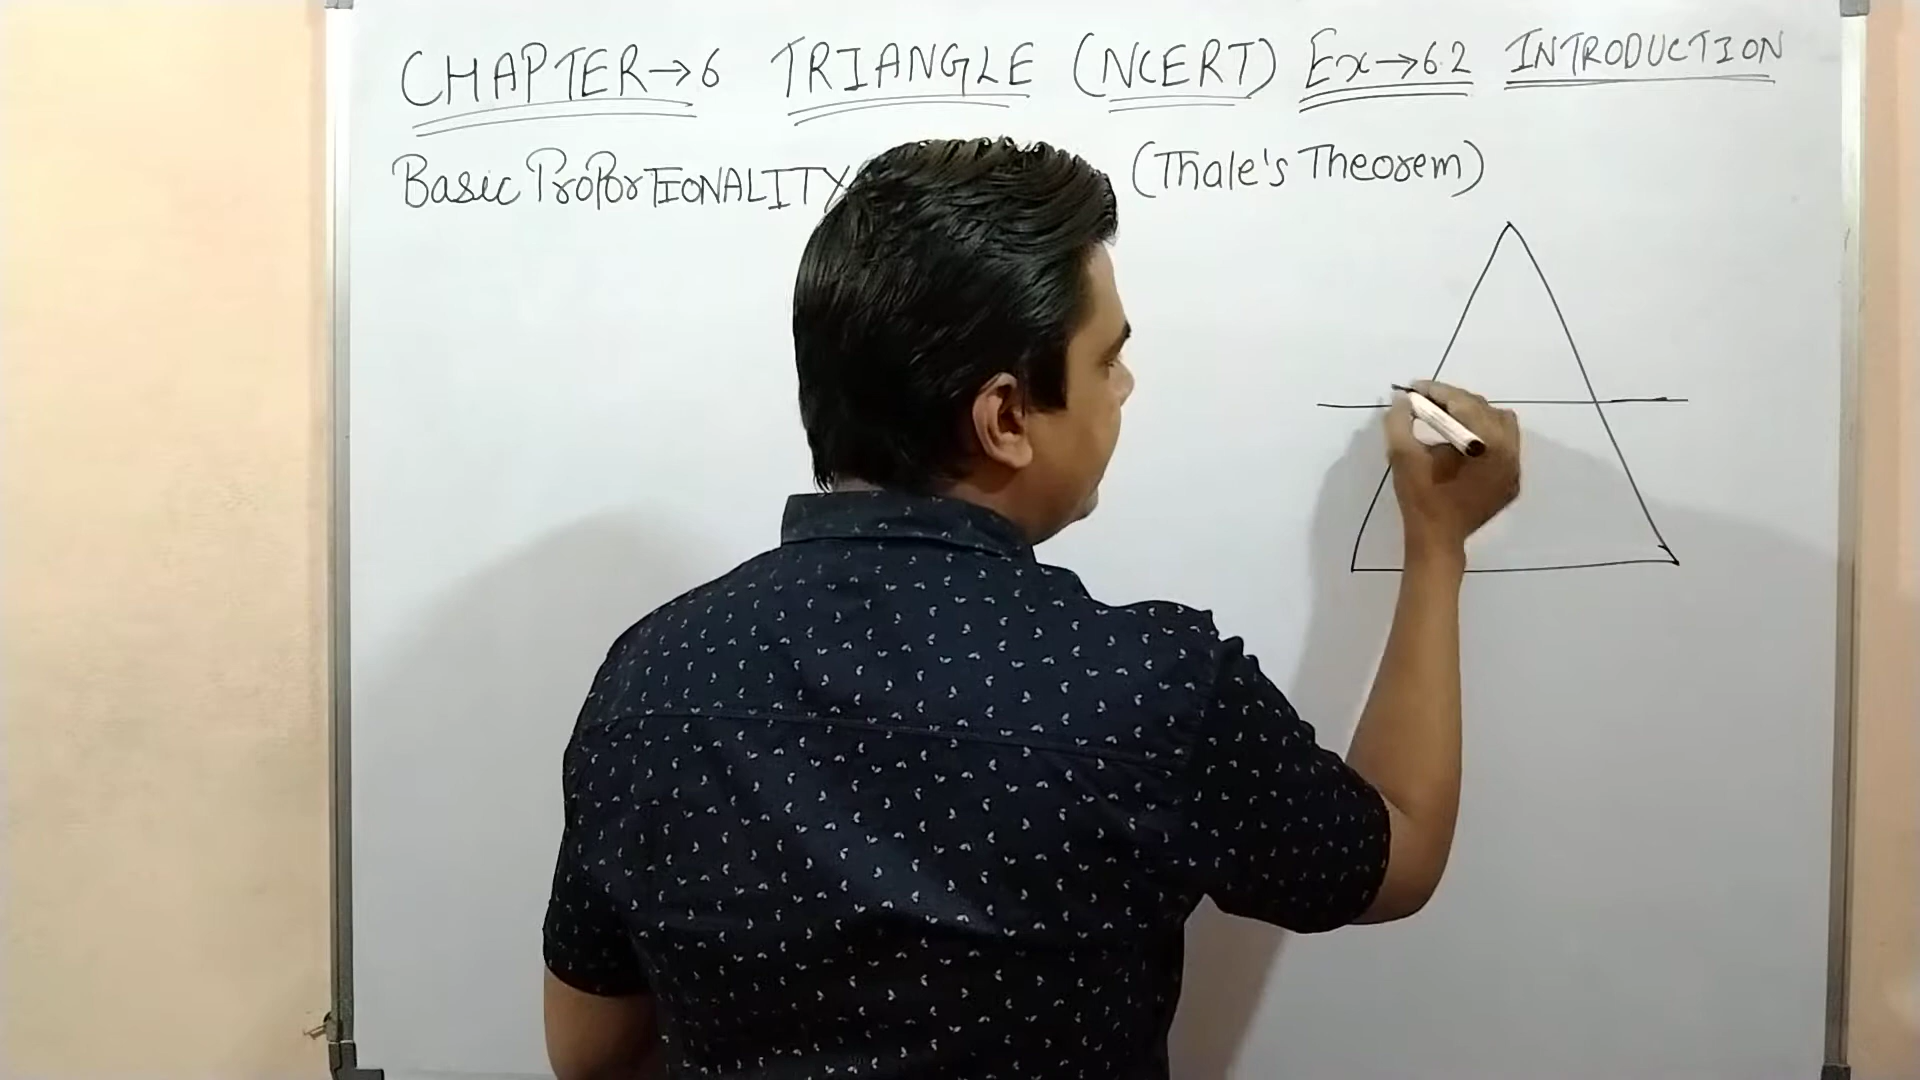 CHAPTER→6 TRIANGLE (NCERT) Ex→6.2 INTRODUCTION
Basic ProPorTIONALITY (Thale's Theorem)